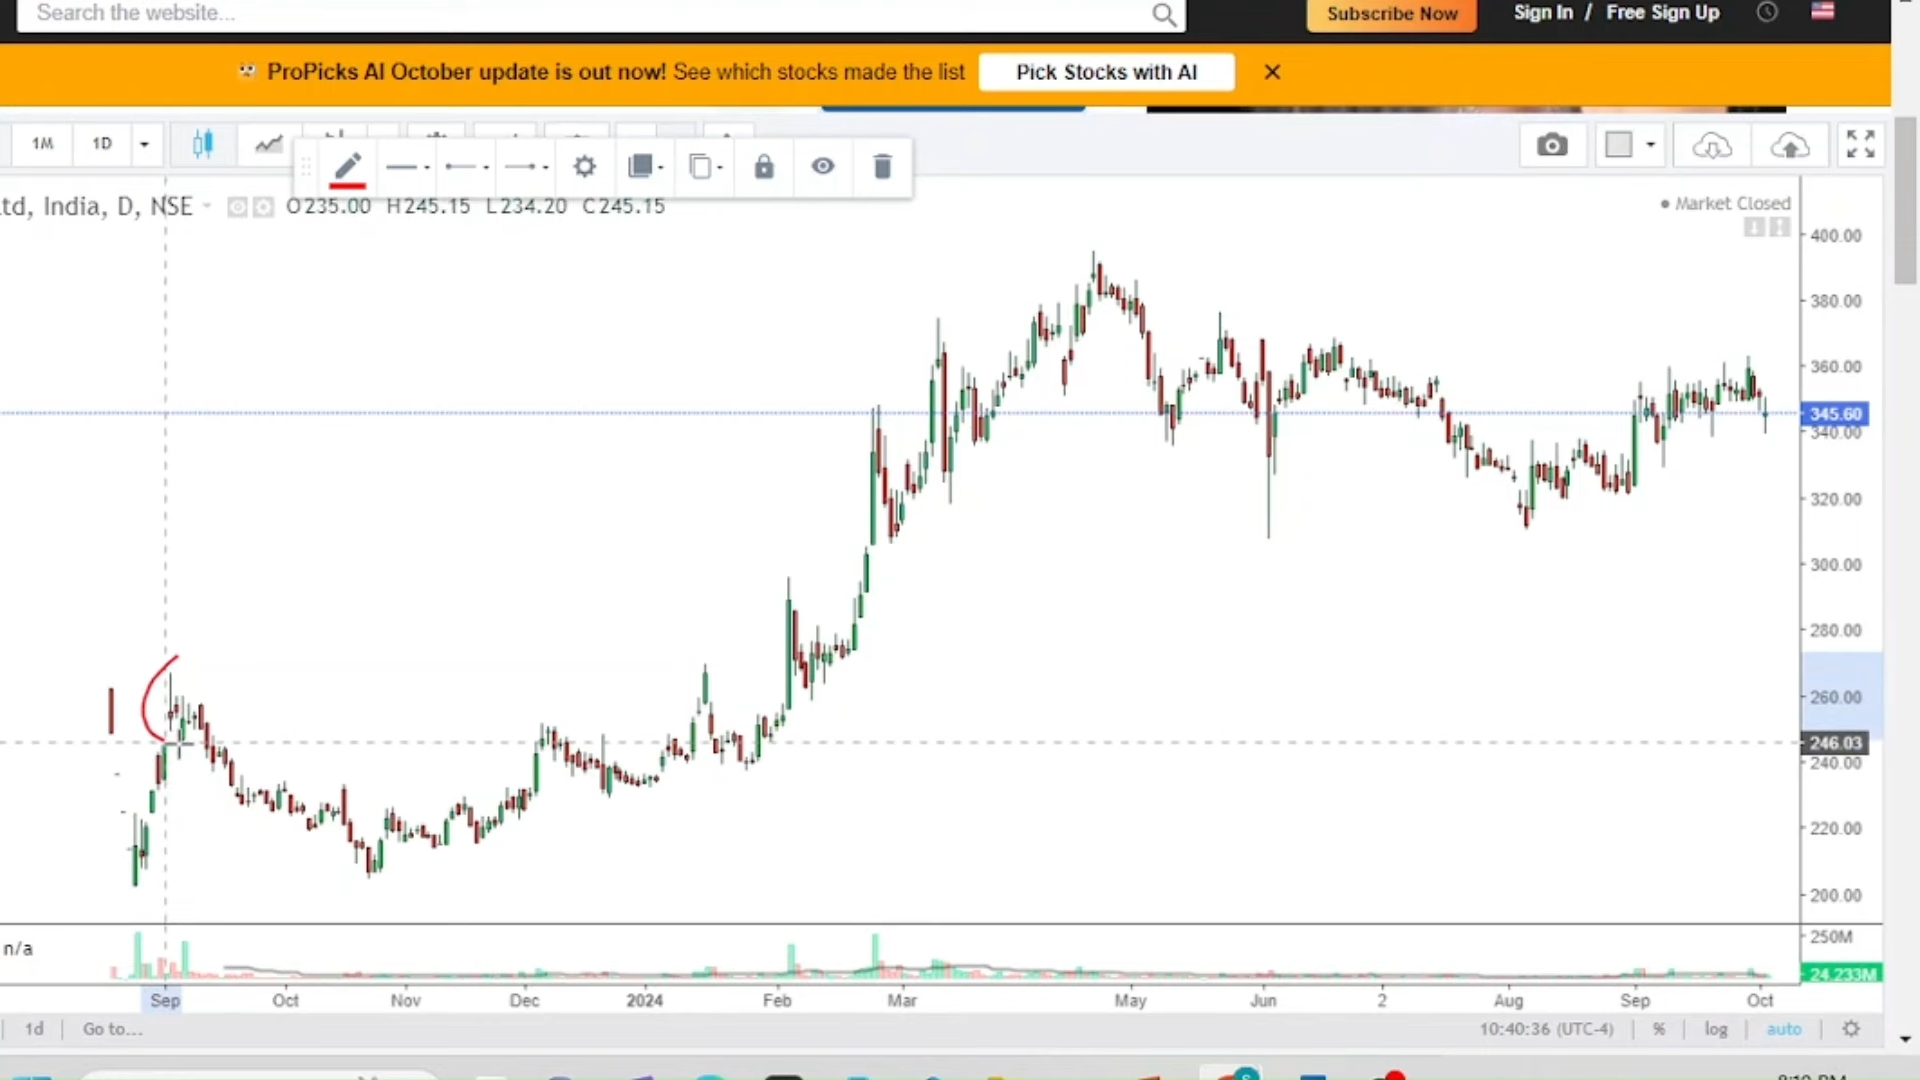 Search the website...
Subscribe Now
Sign In / Free Sign Up
ProPicks AI October update is out now! See which stocks made the list
Pick Stocks with AI
1M 1D
td, India, D, NSE O235.00 H245.15 L234.20 C245.15
Market Closed
400.00
380.00
360.00
345.60
340.00
320.00
300.00
280.00
260.00
246.03
240.00
220.00
200.00
n/a
250M
24.233M
Sep Oct Nov Dec 2024 Feb Mar May Jun 2 Aug Sep Oct
1d Go to... 10:40:36 (UTC-4) % log auto